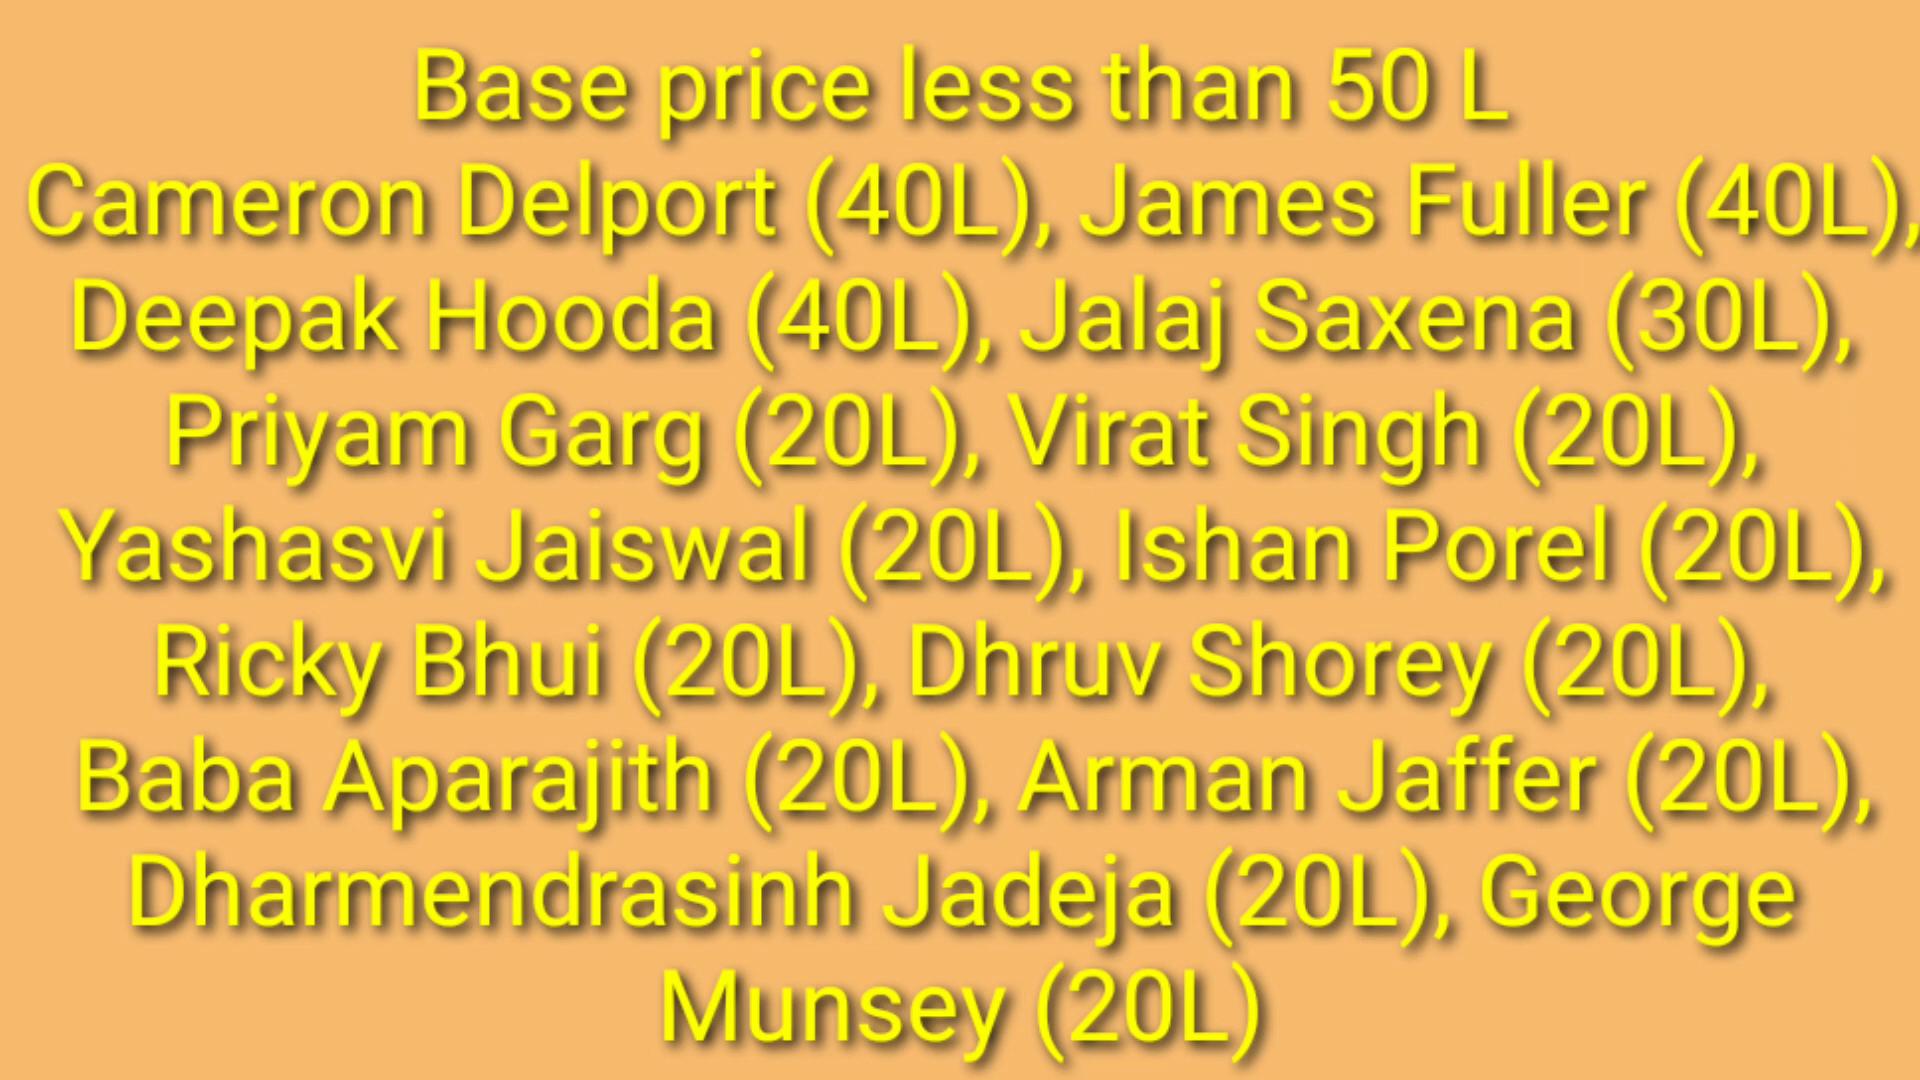 Base price less than 50 L
Cameron Delport (40L), James Fuller (40L),
Deepak Hooda (40L), Jalaj Saxena (30L),
Priyam Garg (20L), Virat Singh (20L),
Yashasvi Jaiswal (20L), Ishan Porel (20L),
Ricky Bhui (20L), Dhruv Shorey (20L),
Baba Aparajith (20L), Arman Jaffer (20L),
Dharmendrasinh Jadeja (20L), George
Munsey (20L)